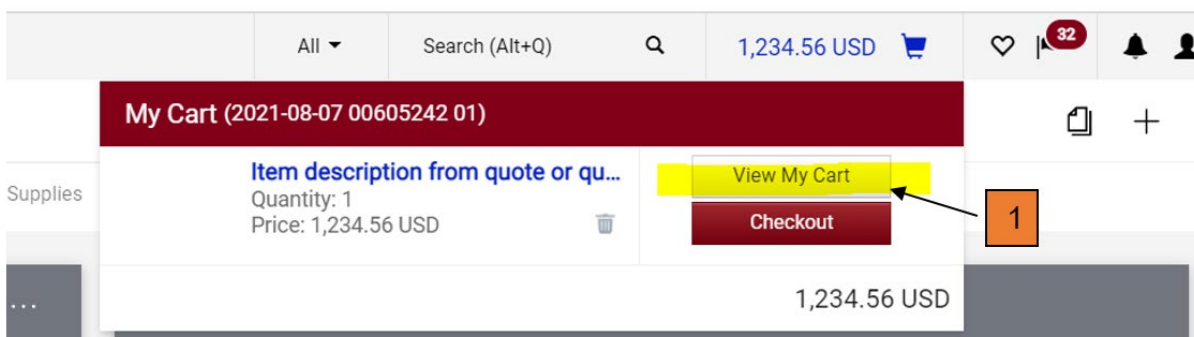 All
Search (Alt+Q)
1,234.56 USD
32
My Cart (2021-08-07 00605242 01)
Supplies
Item description from quote or qu...
Quantity: 1
Price: 1,234.56 USD
View My Cart
Checkout
1
...
1,234.56 USD